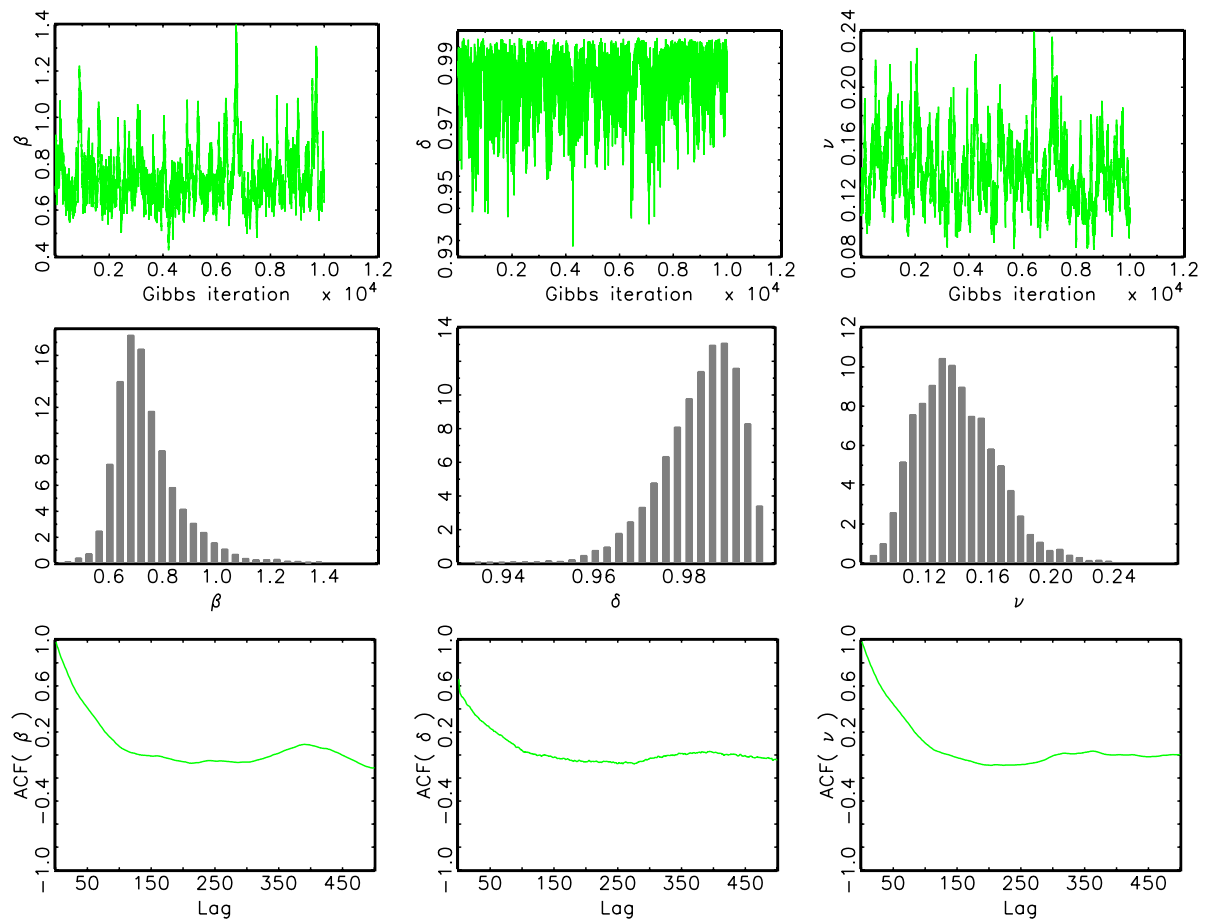 β
0.4 0.6 0.8 1.0 1.2 1.4
0.2 0.4 0.6 0.8 1.0 1.2
Gibbs iteration x 10⁴
δ
0.93 0.95 0.97 0.99
0.2 0.4 0.6 0.8 1.0 1.2
Gibbs iteration x 10⁴
ν
0.08 0.12 0.16 0.20 0.24
0.2 0.4 0.6 0.8 1.0 1.2
Gibbs iteration x 10⁴
0 2 4 6 8 12 16
0.6 0.8 1.0 1.2 1.4
β
0 2 4 6 8 10 12 14
0.94 0.96 0.98
δ
0 2 4 6 8 10 12
0.12 0.16 0.20 0.24
ν
ACF( β )
−1.0 −0.4 0.2 0.6 1.0
50 150 250 350 450
Lag
ACF( δ )
−1.0 −0.4 0.2 0.6 1.0
50 150 250 350 450
Lag
ACF( ν )
−1.0 −0.4 0.2 0.6 1.0
50 150 250 350 450
Lag